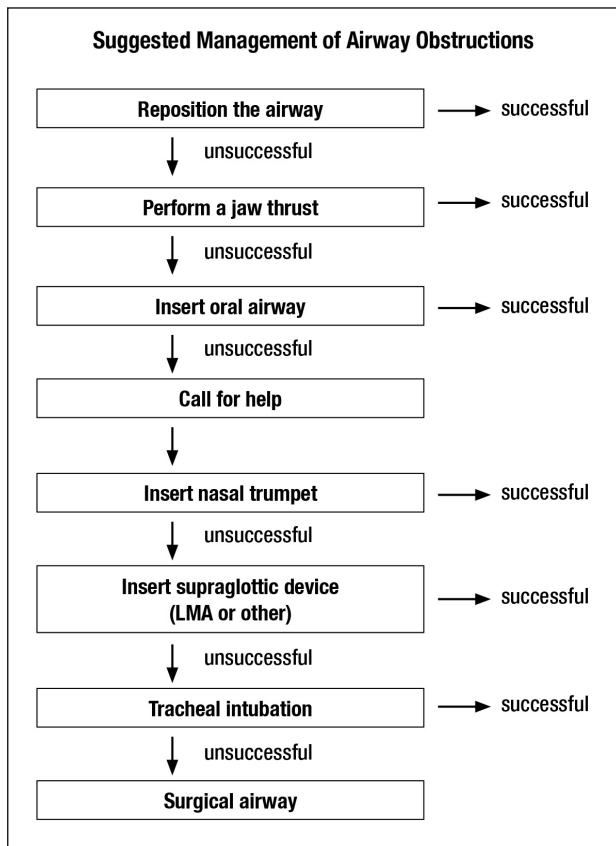 Suggested Management of Airway Obstructions
Reposition the airway
successful
unsuccessful
Perform a jaw thrust
successful
unsuccessful
Insert oral airway
successful
unsuccessful
Call for help
Insert nasal trumpet
successful
unsuccessful
Insert supraglottic device
(LMA or other)
successful
unsuccessful
Tracheal intubation
successful
unsuccessful
Surgical airway